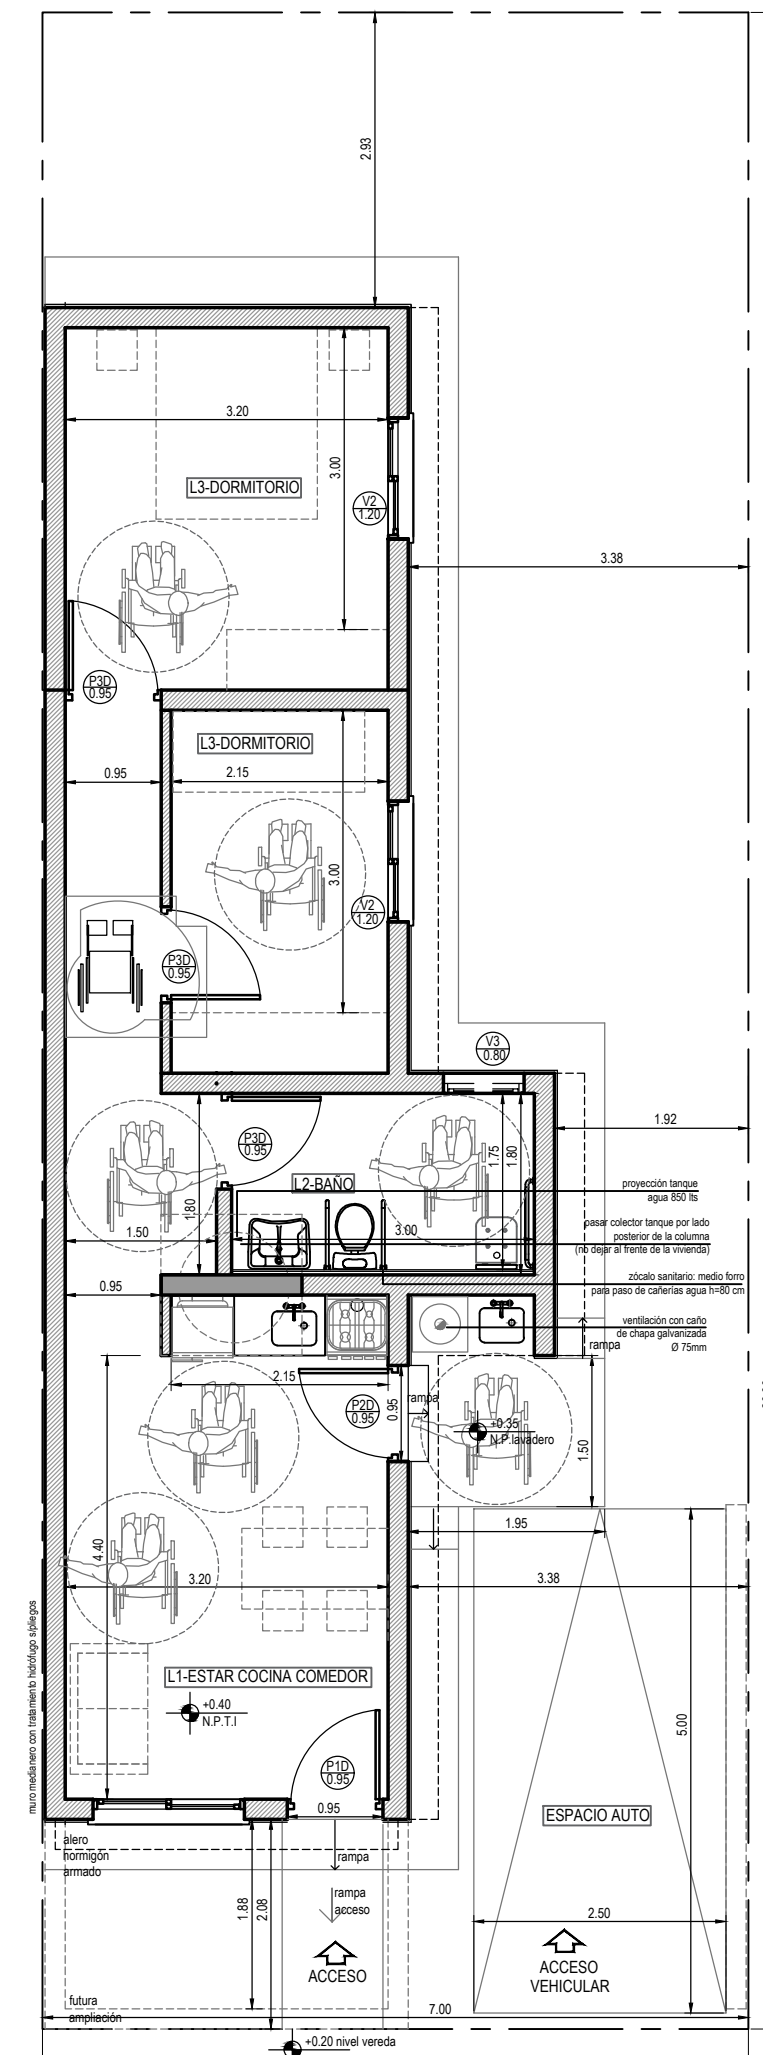 2.93
3.20
3.00
L3-DORMITORIO
V2
1.20
3.38
P3D
0.95
L3-DORMITORIO
0.95
2.15
3.00
V2
1.20
P3D
0.95
V3
0.80
1.92
P3D
0.95
1.75
1.80
L2-BAÑO
1.80
proyección tanque
agua 850 lts
1.50
3.00
pasar colector tanque por lado
posterior de la columna
(no dejar al frente de la vivienda)
0.95
zócalo sanitario: medio forro
para paso de cañerías agua h=80 cm
ventilación con caño
de chapa galvanizada
Ø 75mm
rampa
2.15
rampa
P2D
0.95
0.95
+0.35
N.P.lavadero
1.50
1.95
4.40
3.20
3.38
muro medianero con tratamiento hidrófugo s/pliegos
L1-ESTAR COCINA COMEDOR
+0.40
N.P.T.I
5.00
P1D
0.95
0.95
ESPACIO AUTO
alero
hormigón
armado
rampa
1.88
2.08
rampa
acceso
2.50
ACCESO
ACCESO
VEHICULAR
futura
ampliación
7.00
+0.20 nivel vereda